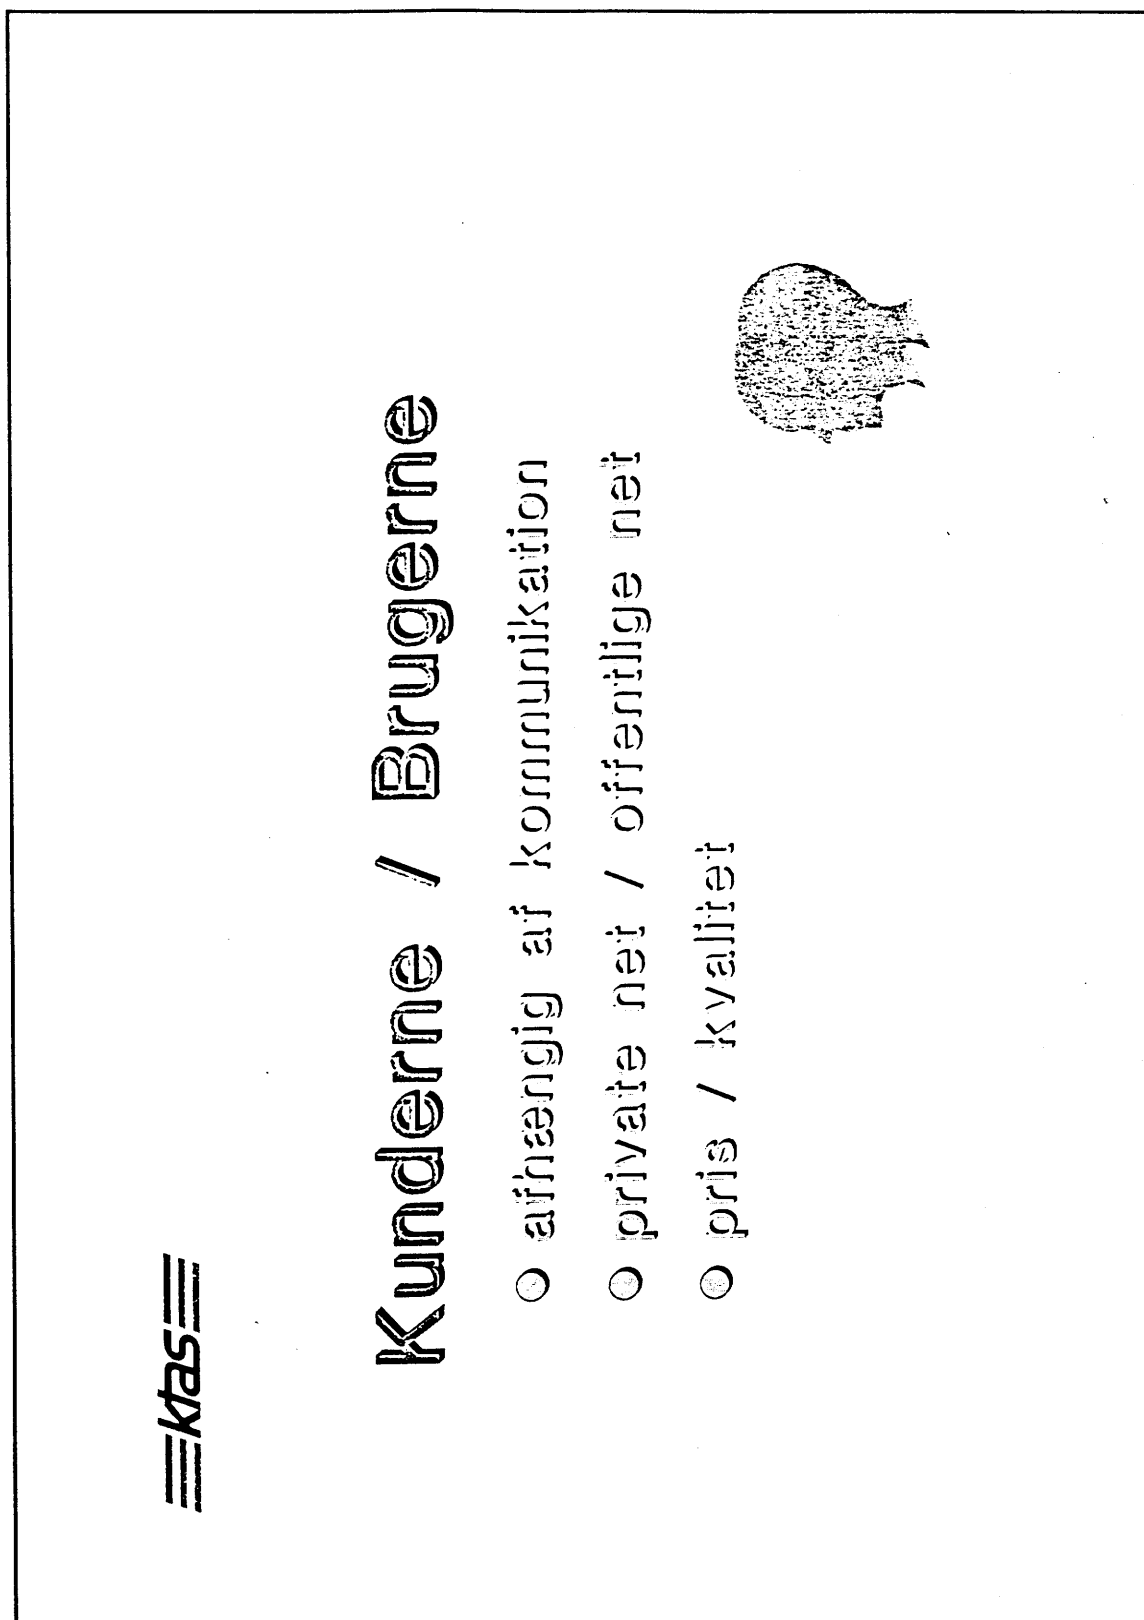 ktas
Kunderne / Brugerne
afhængig af kommunikation
private net / offentlige net
pris / kvalitet